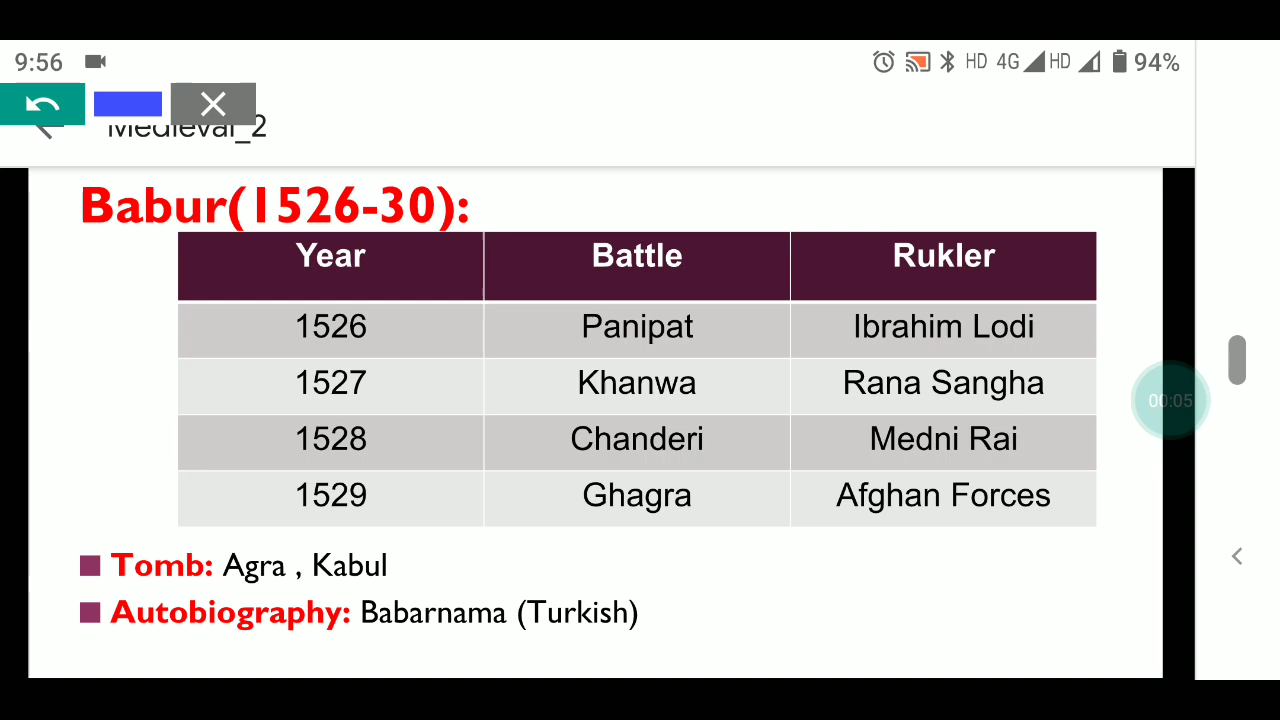 9:56 HD 4G HD 94%
Medieval_2
Babur(1526-30):
Year Battle Rukler
1526 Panipat Ibrahim Lodi
1527 Khanwa Rana Sangha
1528 Chanderi Medni Rai
1529 Ghagra Afghan Forces
00:05
Tomb: Agra , Kabul
Autobiography: Babarnama (Turkish)